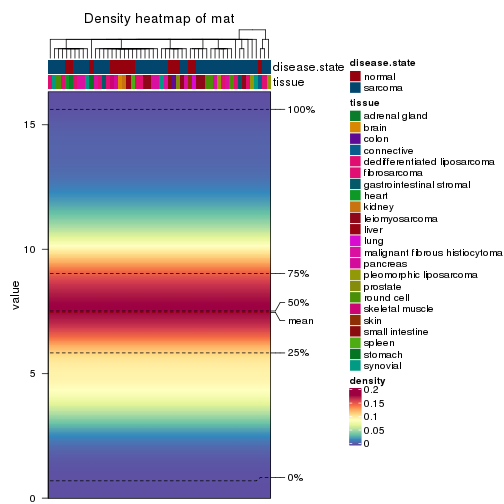 Density heatmap of mat
disease.state
tissue
value
15
10
5
0
100%
75%
50%
mean
25%
0%
disease.state
normal
sarcoma
tissue
adrenal gland
brain
colon
connective
dedifferentiated liposarcoma
fibrosarcoma
gastrointestinal stromal
heart
kidney
leiomyosarcoma
liver
lung
malignant fibrous histiocytoma
pancreas
pleomorphic liposarcoma
prostate
round cell
skeletal muscle
skin
small intestine
spleen
stomach
synovial
density
0.2
0.15
0.1
0.05
0